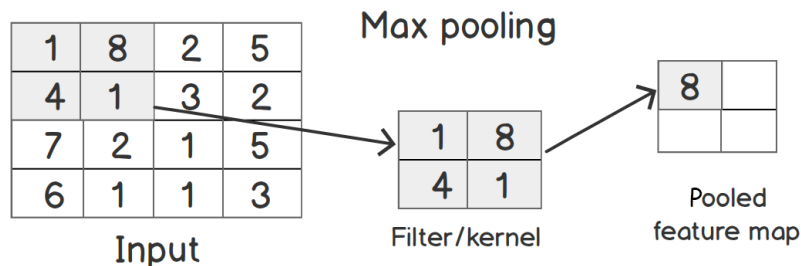 Max pooling
1 8 2 5
4 1 3 2
7 2 1 5
6 1 1 3
Input
1 8
4 1
Filter/kernel
8
Pooled
feature map